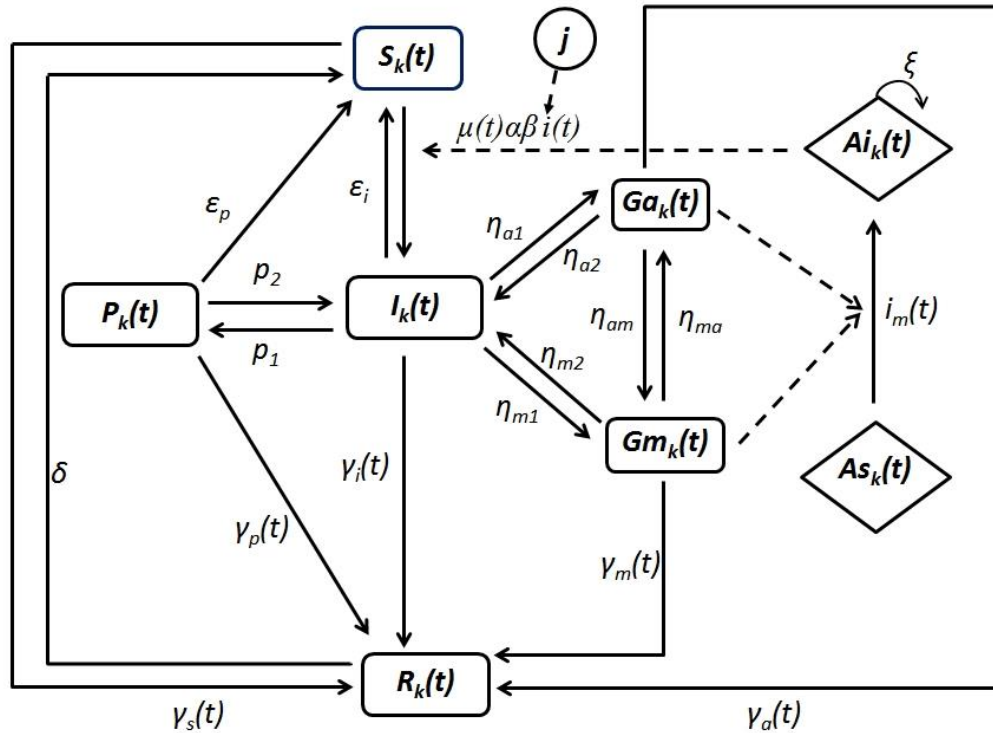 S_k(t)
j
ξ
μ(t)αβ i(t)
Ai_k(t)
ε_i
Ga_k(t)
ε_p
η_a1
η_a2
p_2
P_k(t)
I_k(t)
η_am
η_ma
i_m(t)
p_1
η_m2
η_m1
Gm_k(t)
As_k(t)
γ_i(t)
δ
γ_p(t)
γ_m(t)
R_k(t)
γ_s(t)
γ_a(t)